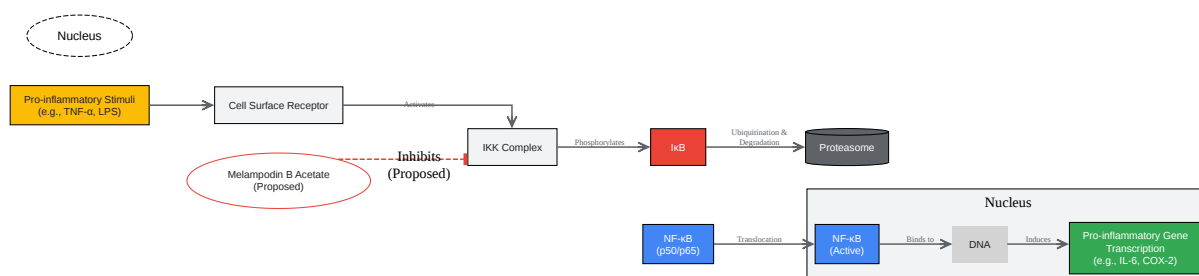 Nucleus
Pro-inflammatory Stimuli
(e.g., TNF-α, LPS)
Cell Surface Receptor
Activates
IKK Complex
Phosphorylates
IκB
Ubiquitination &
Degradation
Proteasome
Inhibits
(Proposed)
Melampodin B Acetate
(Proposed)
Nucleus
NF-κB
(p50/p65)
Translocation
NF-κB
(Active)
Binds to
DNA
Induces
Pro-inflammatory Gene
Transcription
(e.g., IL-6, COX-2)